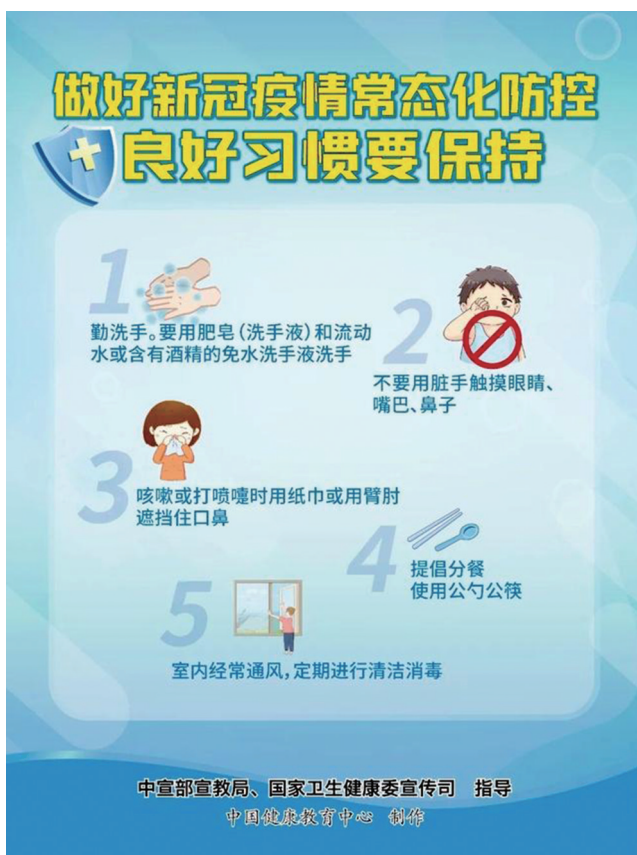 做好新冠疫情常态化防控
良好习惯要保持
1
勤洗手。要用肥皂(洗手液)和流动
水或含有酒精的免水洗手液洗手
2
不要用脏手触摸眼睛、
嘴巴、鼻子
3
咳嗽或打喷嚏时用纸巾或用臂肘
遮挡住口鼻
4
提倡分餐
使用公勺公筷
5
室内经常通风,定期进行清洁消毒
中宣部宣教局、国家卫生健康委宣传司 指导
中国健康教育中心 制作